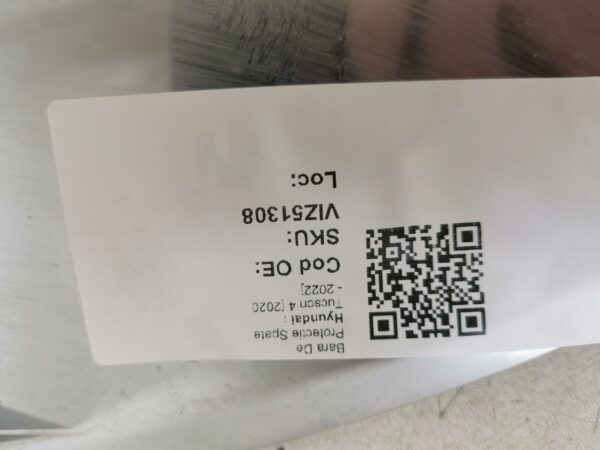 Bara De
Protectie Spate
Hyundai :
Tucson 4 [2020
- 2022]
Cod OE:
SKU:
VIZ51308
Loc: